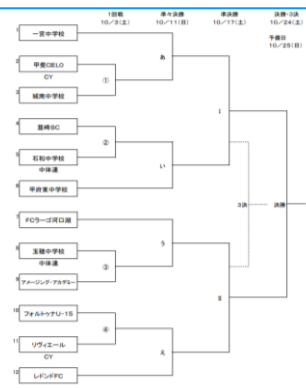 1回戦 準々決勝 準決勝 決勝・3決
10/3(土) 10/11(日) 10/17(土) 10/24(土)
予備日
10/25(日)
1 一宮中学校
2 甲斐CIELO
CY
3 城南中学校
4 韮崎SC
5 石和中学校
中体連
6 甲府東中学校
7 FCラーゴ河口湖
8 玉穂中学校
中体連
9 アメージング・アカデミー
10 フォルトゥナU-15
11 リヴィエール
CY
12 レドンドFC
①
②
③
④
あ
い
う
え
I
II
3決
決勝